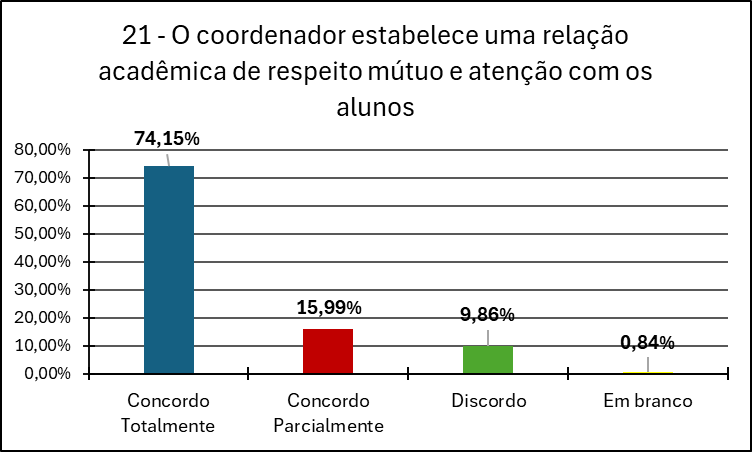 21 - O coordenador estabelece uma relação
acadêmica de respeito mútuo e atenção com os
alunos
74,15%
80,00%
70,00%
60,00%
50,00%
40,00%
30,00%
20,00%
10,00%
0,00%
15,99%
9,86%
0,84%
Concordo
Totalmente
Concordo
Parcialmente
Discordo
Em branco